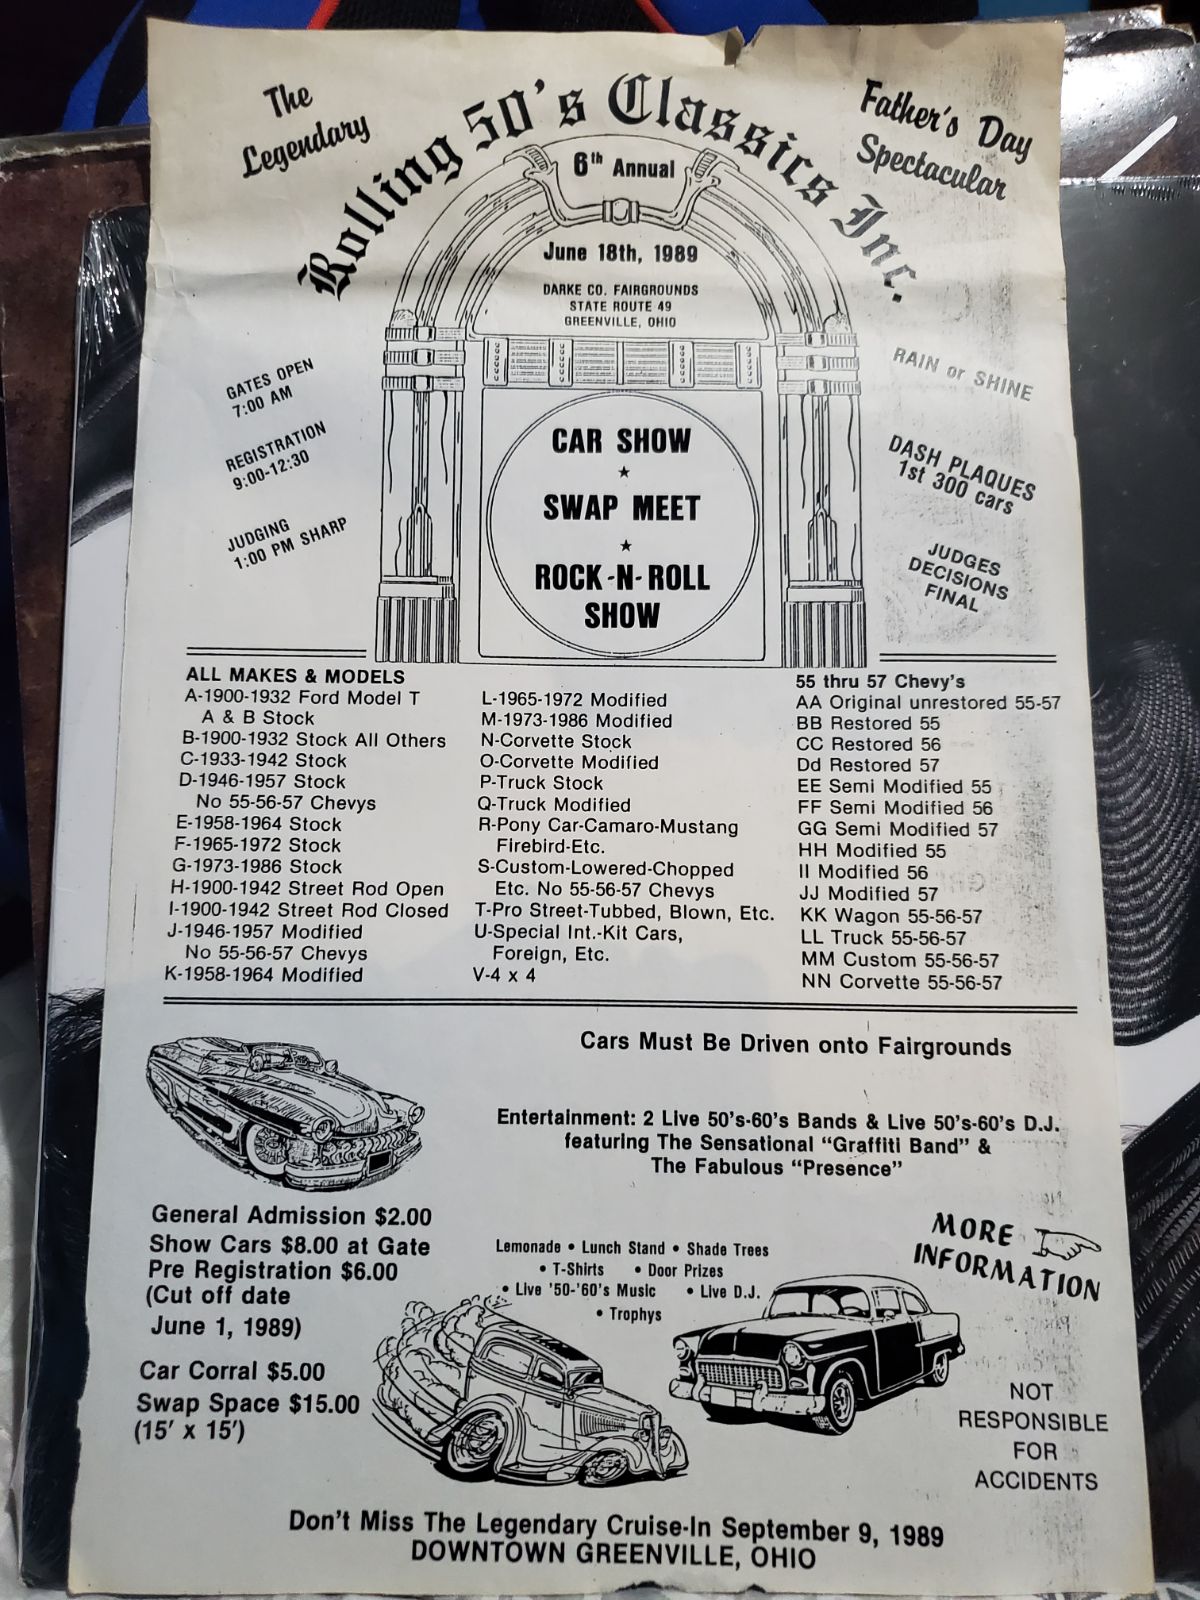 The
Legendary
Rolling 50's Classics Inc.
Father's Day
Spectacular
6th Annual
June 18th, 1989
DARKE CO. FAIRGROUNDS
STATE ROUTE 49
GREENVILLE, OHIO
GATES OPEN
7:00 AM
REGISTRATION
9:00-12:30
JUDGING
1:00 PM SHARP
CAR SHOW
★
SWAP MEET
★
ROCK-N-ROLL
SHOW
RAIN or SHINE
DASH PLAQUES
1st 300 cars
JUDGES
DECISIONS
FINAL
ALL MAKES & MODELS
A-1900-1932 Ford Model T
A & B Stock
B-1900-1932 Stock All Others
C-1933-1942 Stock
D-1946-1957 Stock
No 55-56-57 Chevys
E-1958-1964 Stock
F-1965-1972 Stock
G-1973-1986 Stock
H-1900-1942 Street Rod Open
I-1900-1942 Street Rod Closed
J-1946-1957 Modified
No 55-56-57 Chevys
K-1958-1964 Modified
L-1965-1972 Modified
M-1973-1986 Modified
N-Corvette Stock
O-Corvette Modified
P-Truck Stock
Q-Truck Modified
R-Pony Car-Camaro-Mustang
Firebird-Etc.
S-Custom-Lowered-Chopped
Etc. No 55-56-57 Chevys
T-Pro Street-Tubbed, Blown, Etc.
U-Special Int.-Kit Cars,
Foreign, Etc.
V-4 x 4
55 thru 57 Chevy's
AA Original unrestored 55-57
BB Restored 55
CC Restored 56
Dd Restored 57
EE Semi Modified 55
FF Semi Modified 56
GG Semi Modified 57
HH Modified 55
II Modified 56
JJ Modified 57
KK Wagon 55-56-57
LL Truck 55-56-57
MM Custom 55-56-57
NN Corvette 55-56-57
Cars Must Be Driven onto Fairgrounds
Entertainment: 2 Live 50's-60's Bands & Live 50's-60's D.J.
featuring The Sensational "Graffiti Band" &
The Fabulous "Presence"
General Admission $2.00
Show Cars $8.00 at Gate
Pre Registration $6.00
(Cut off date
June 1, 1989)
Car Corral $5.00
Swap Space $15.00
(15' x 15')
Lemonade • Lunch Stand • Shade Trees
• T-Shirts • Door Prizes
• Live '50-'60's Music • Live D.J.
• Trophys
MORE
INFORMATION
NOT
RESPONSIBLE
FOR
ACCIDENTS
Don't Miss The Legendary Cruise-In September 9, 1989
DOWNTOWN GREENVILLE, OHIO